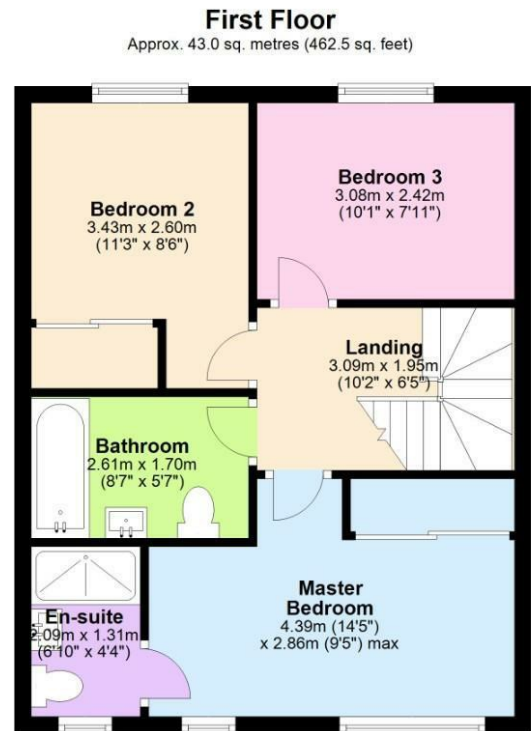 First Floor
Approx. 43.0 sq. metres (462.5 sq. feet)
Bedroom 2
3.43m x 2.60m
(11'3" x 8'6")
Bedroom 3
3.08m x 2.42m
(10'1" x 7'11")
Landing
3.09m x 1.95m
(10'2" x 6'5")
Bathroom
2.61m x 1.70m
(8'7" x 5'7")
En-suite
2.09m x 1.31m
(6'10" x 4'4")
Master
Bedroom
4.39m (14'5")
x 2.86m (9'5") max